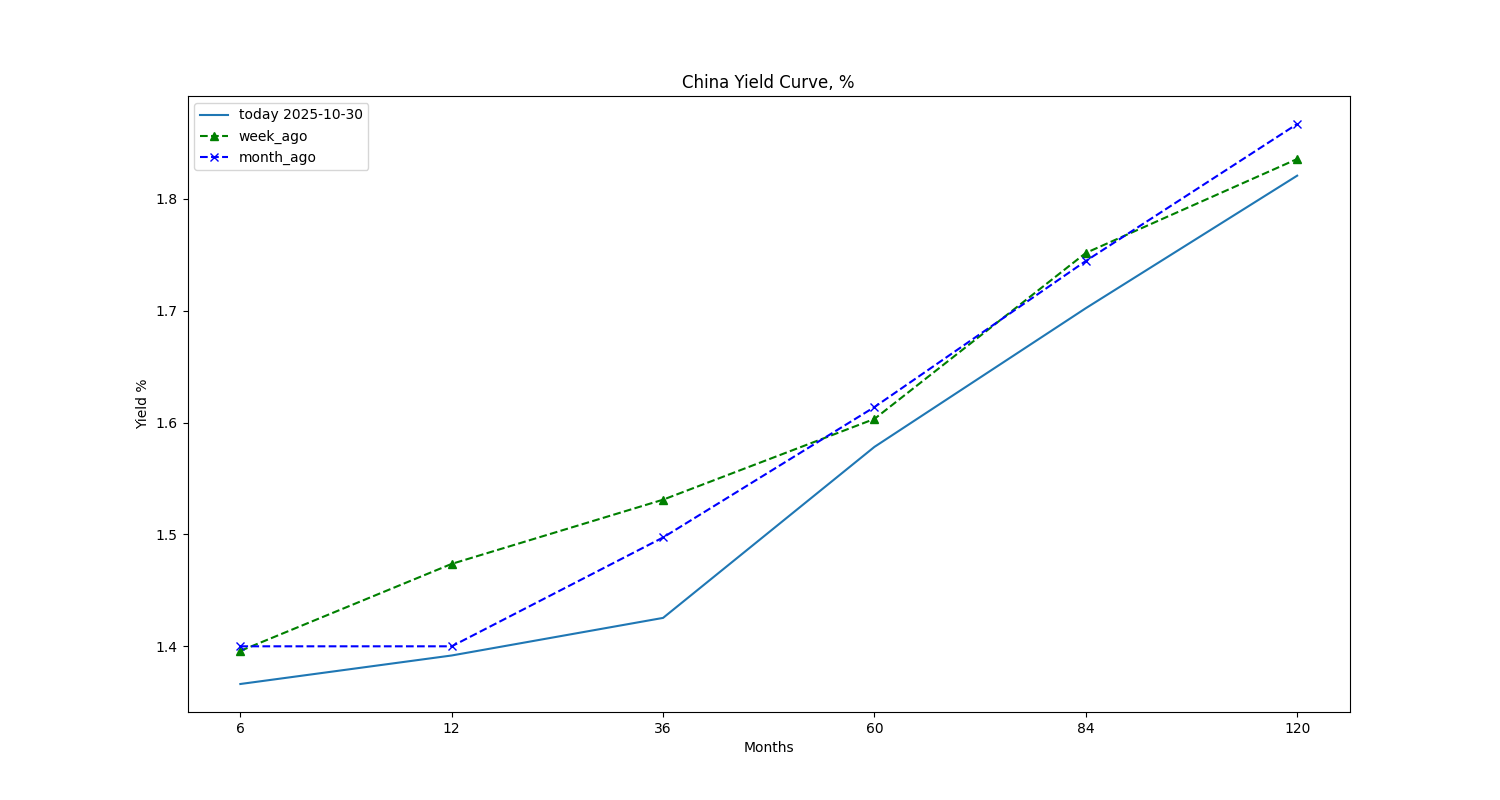 China Yield Curve, %
today 2025-10-30
week_ago
month_ago
1.8
1.7
1.6
1.5
1.4
Yield %
6 12 36 60 84 120
Months